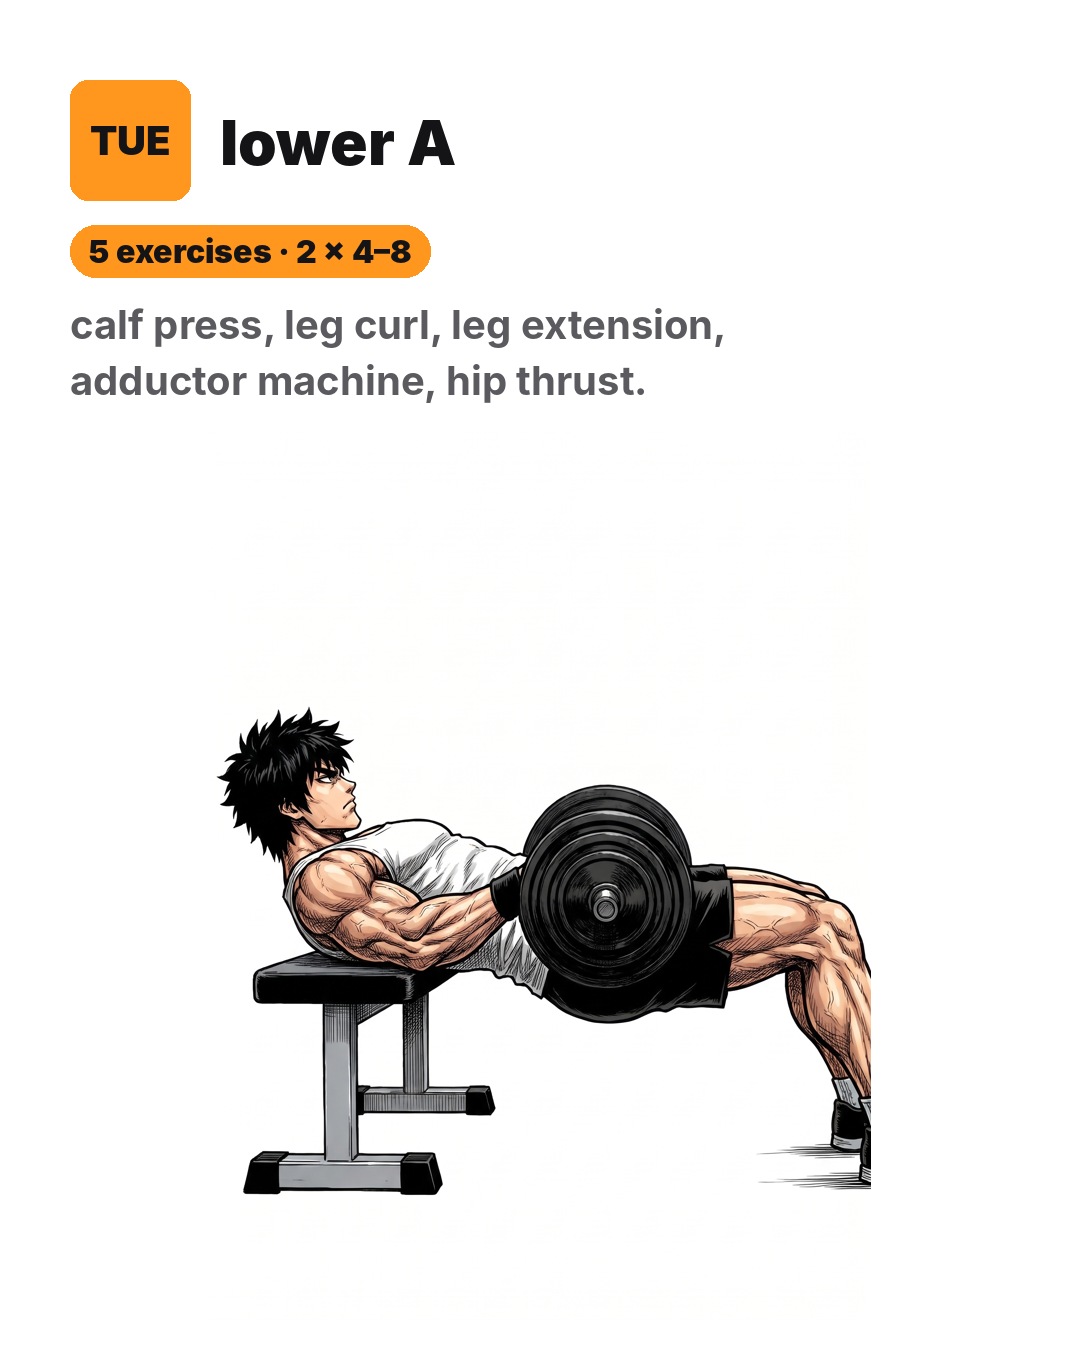 TUE
lower A
5 exercises · 2 × 4–8
calf press, leg curl, leg extension,
adductor machine, hip thrust.